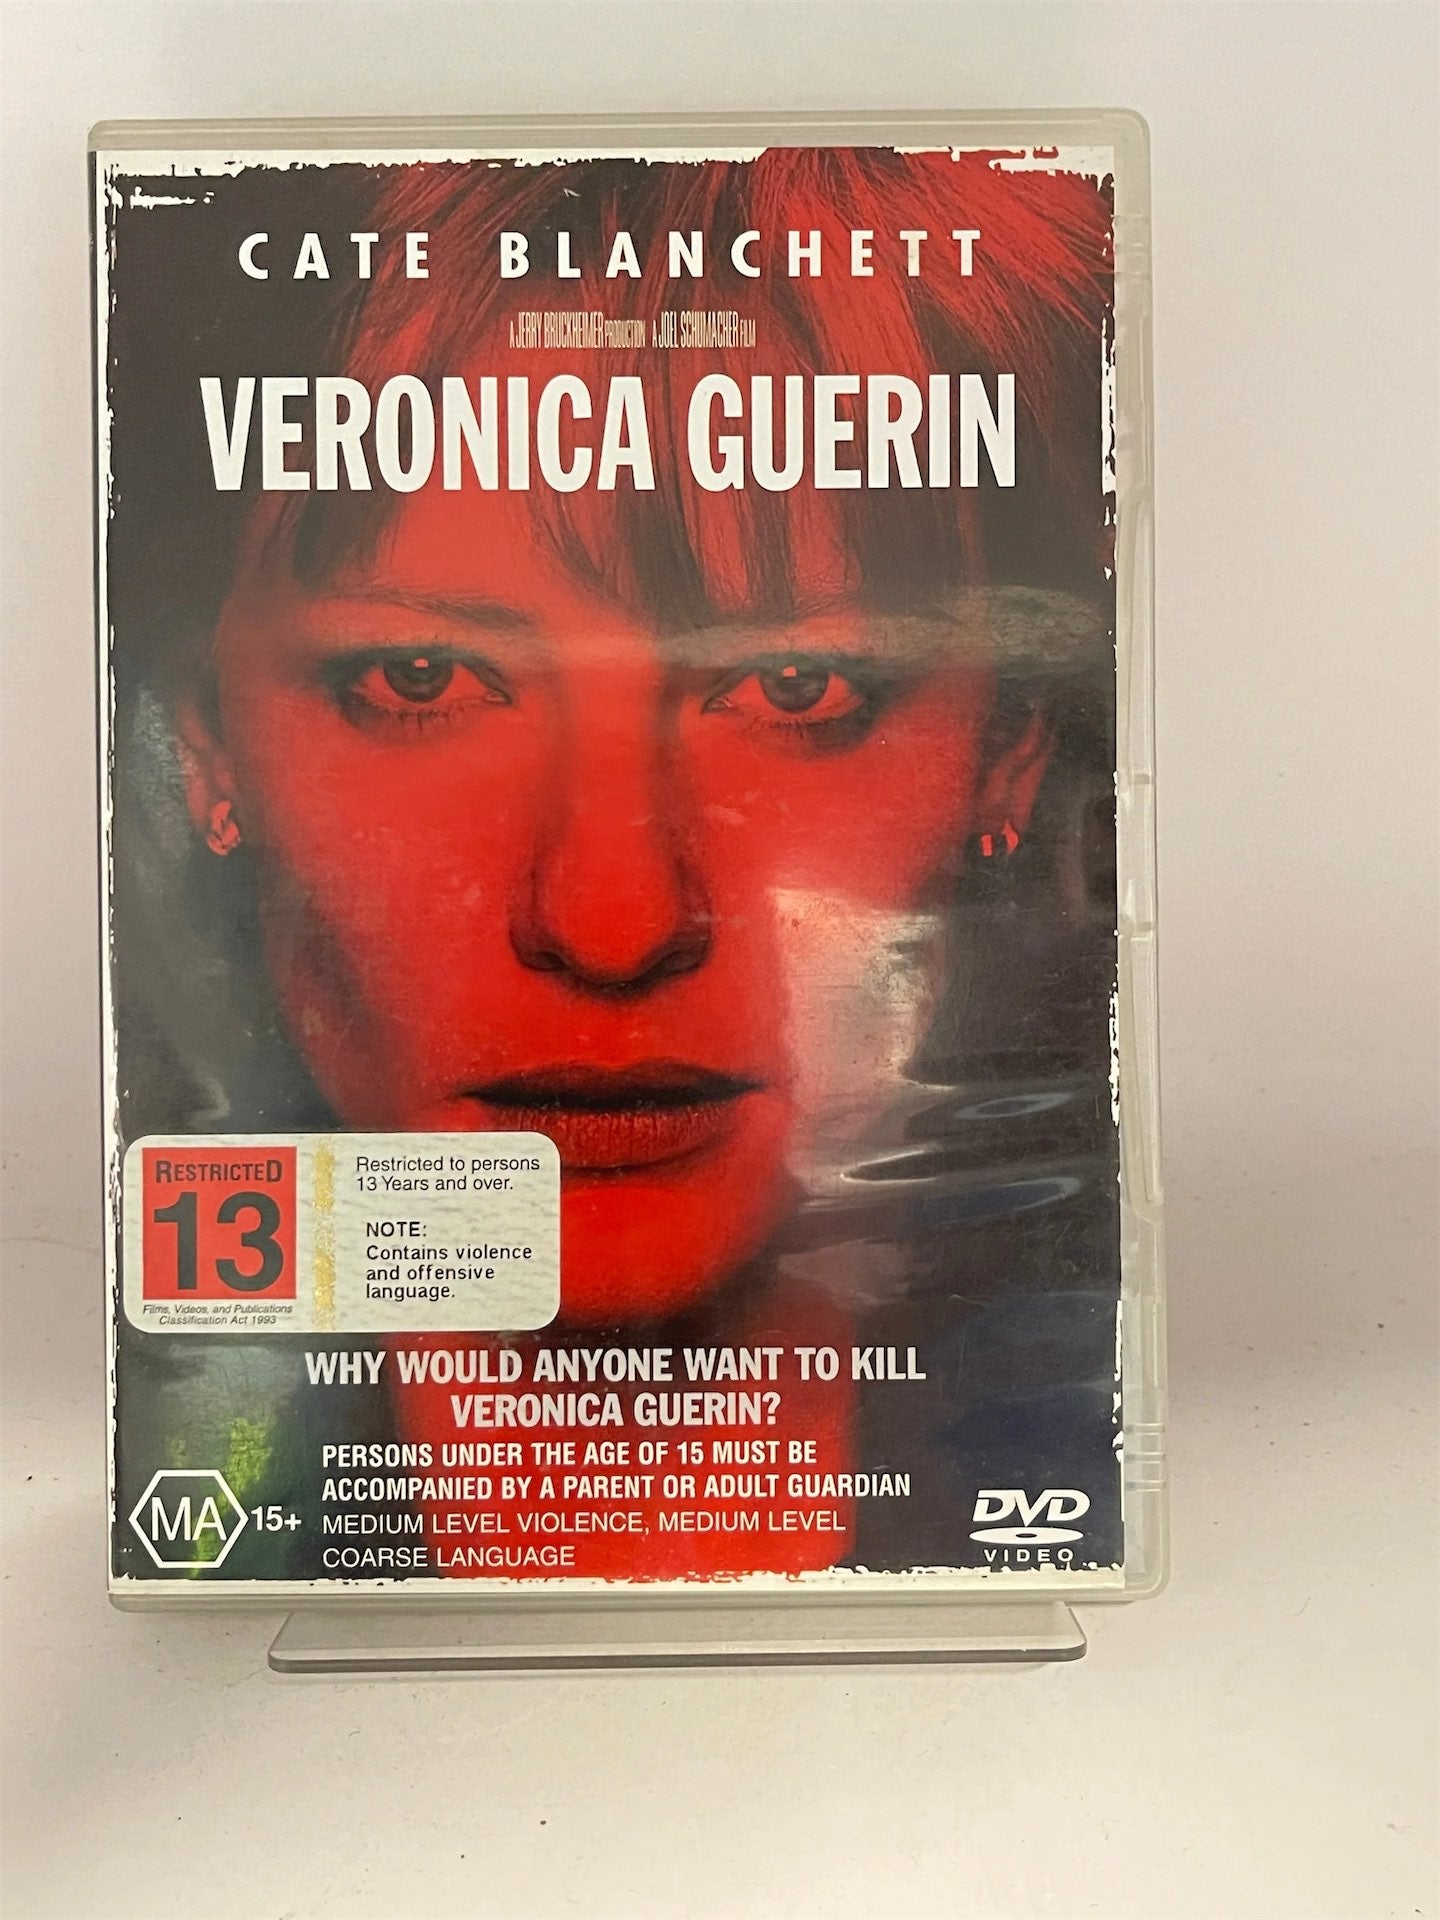 CATE BLANCHETT
A JERRY BRUCKHEIMER PRODUCTION A JOEL SCHUMACHER FILM
VERONICA GUERIN
RESTRICTED
13
Films, Videos, and Publications
Classification Act 1993
Restricted to persons
13 Years and over.
NOTE:
Contains violence
and offensive
language.
WHY WOULD ANYONE WANT TO KILL
VERONICA GUERIN?
PERSONS UNDER THE AGE OF 15 MUST BE
ACCOMPANIED BY A PARENT OR ADULT GUARDIAN
MA 15+
MEDIUM LEVEL VIOLENCE, MEDIUM LEVEL
COARSE LANGUAGE
DVD
VIDEO